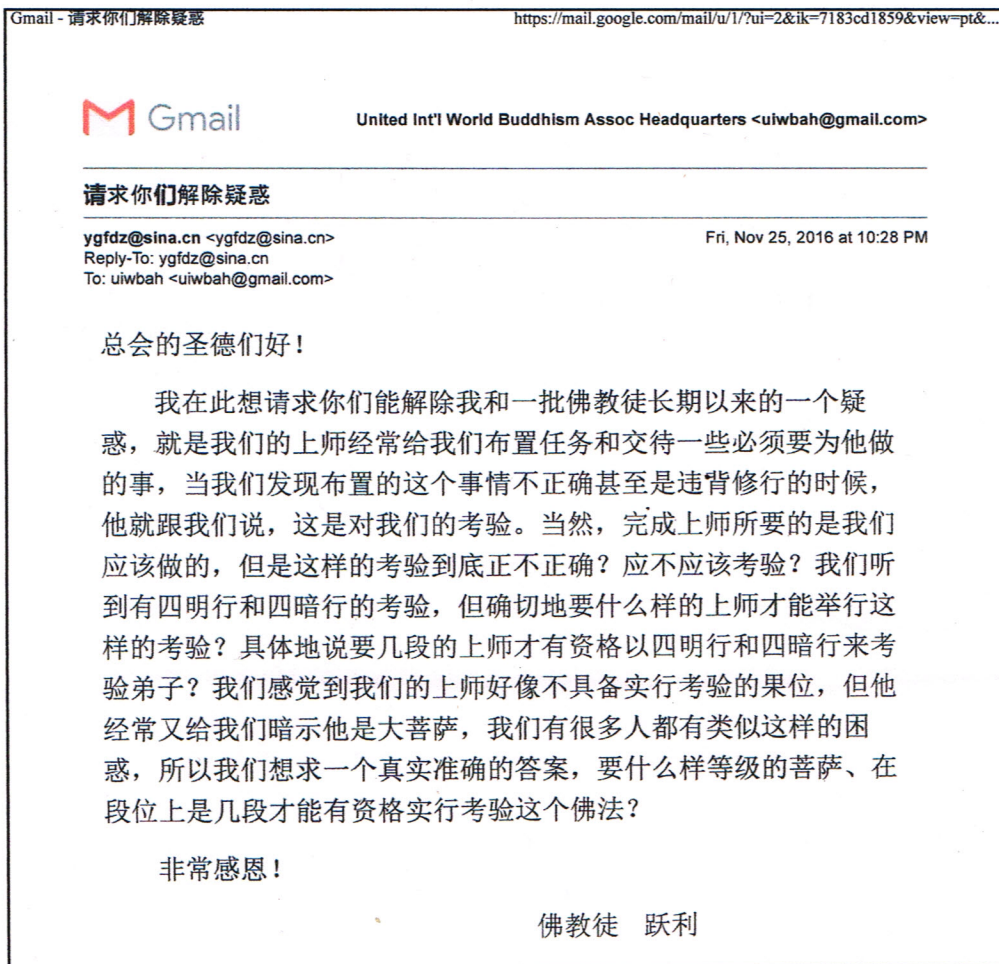 Gmail - 请求你们解除疑惑 https://mail.google.com/mail/u/1/?ui=2&ik=7183cd1859&view=pt&...
Gmail United Int'l World Buddhism Assoc Headquarters <uiwbah@gmail.com>
请求你们解除疑惑
ygfdz@sina.cn <ygfdz@sina.cn> Fri, Nov 25, 2016 at 10:28 PM
Reply-To: ygfdz@sina.cn
To: uiwbah <uiwbah@gmail.com>
总会的圣德们好！
我在此想请求你们能解除我和一批佛教徒长期以来的一个疑
惑，就是我们的上师经常给我们布置任务和交待一些必须要为他做
的事，当我们发现布置的这个事情不正确甚至是违背修行的时候，
他就跟我们说，这是对我们的考验。当然，完成上师所要的是我们
应该做的，但是这样的考验到底正不正确？应不应该考验？我们听
到有四明行和四暗行的考验，但确切地要什么样的上师才能举行这
样的考验？具体地说要几段的上师才有资格以四明行和四暗行来考
验弟子？我们感觉到我们的上师好像不具备实行考验的果位，但他
经常又给我们暗示他是大菩萨，我们有很多人都有类似这样的困
惑，所以我们想求一个真实准确的答案，要什么样等级的菩萨、在
段位上是几段才能有资格实行考验这个佛法？
非常感恩！
佛教徒 跃利